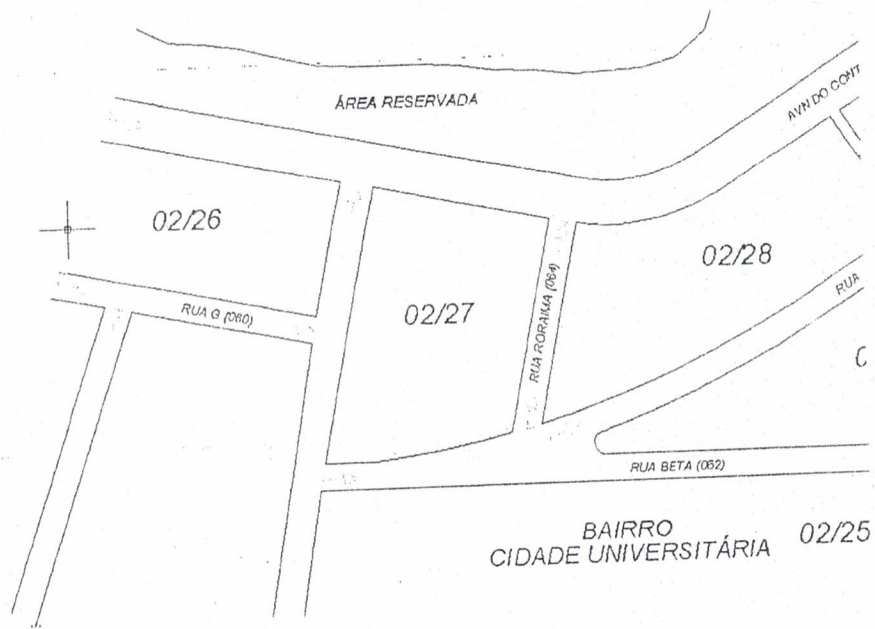 ÁREA RESERVADA
AVN DO CONT
02/26
02/28
RUA G (060)
02/27
RUA RORAIMA (064)
RUA
C
RUA BETA (062)
BAIRRO
CIDADE UNIVERSITÁRIA
02/25